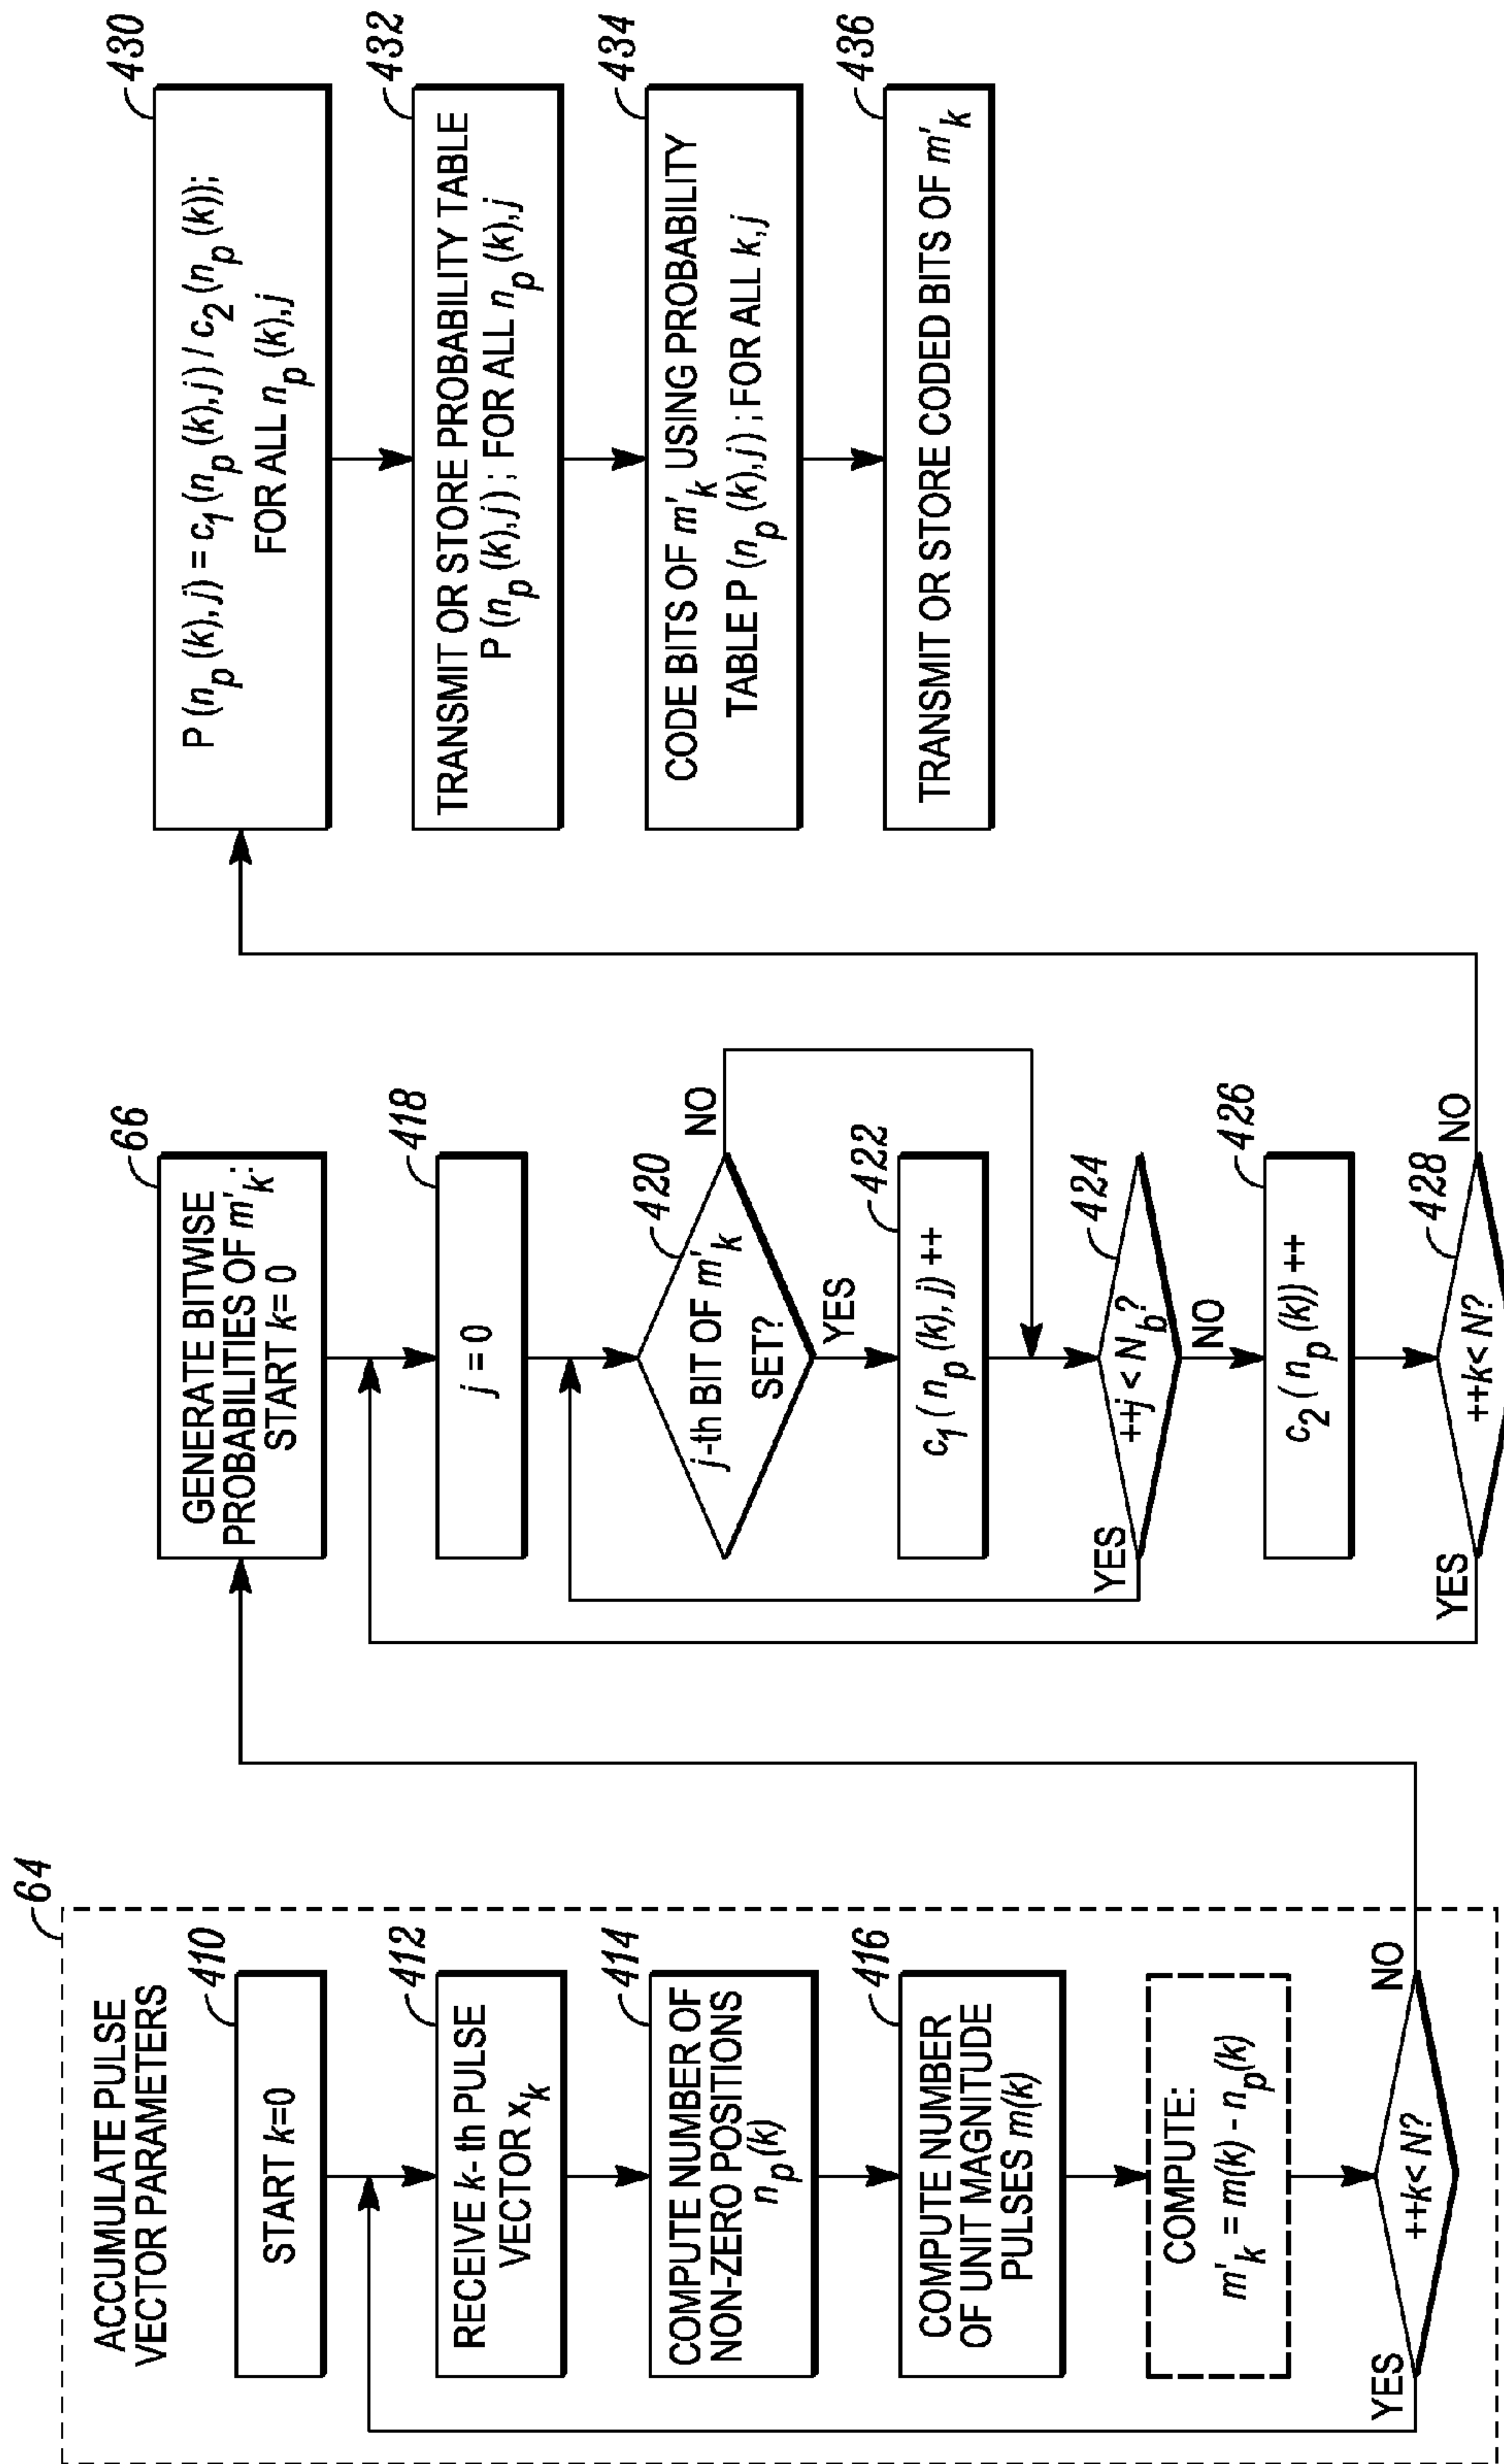 64
ACCUMULATE PULSE
VECTOR PARAMETERS
410
START k=0
412
RECEIVE k-th PULSE
VECTOR x_k
414
COMPUTE NUMBER OF
NON-ZERO POSITIONS
n_p(k)
416
COMPUTE NUMBER
OF UNIT MAGNITUDE
PULSES m(k)
COMPUTE:
m'_k = m(k) - n_p(k)
++k< N?
YES
NO
66
GENERATE BITWISE
PROBABILITIES OF m'_k:
START k= 0
418
j = 0
420
j-th BIT OF m'_k
SET?
NO
YES
422
c_1( n_p (k), j) ++
424
++j < N_b?
YES
NO
426
c_2 ( n_p (k)) ++
428
++k< N?
YES
NO
430
P (n_p (k),j) = c_1 (n_p (k),j) / c_2 (n_p (k));
FOR ALL n_p (k),j
432
TRANSMIT OR STORE PROBABILITY TABLE
P (n_p (k),j) ; FOR ALL n_p (k),j
434
CODE BITS OF m'_k USING PROBABILITY
TABLE P (n_p (k),j) ; FOR ALL k,j
436
TRANSMIT OR STORE CODED BITS OF m'_k